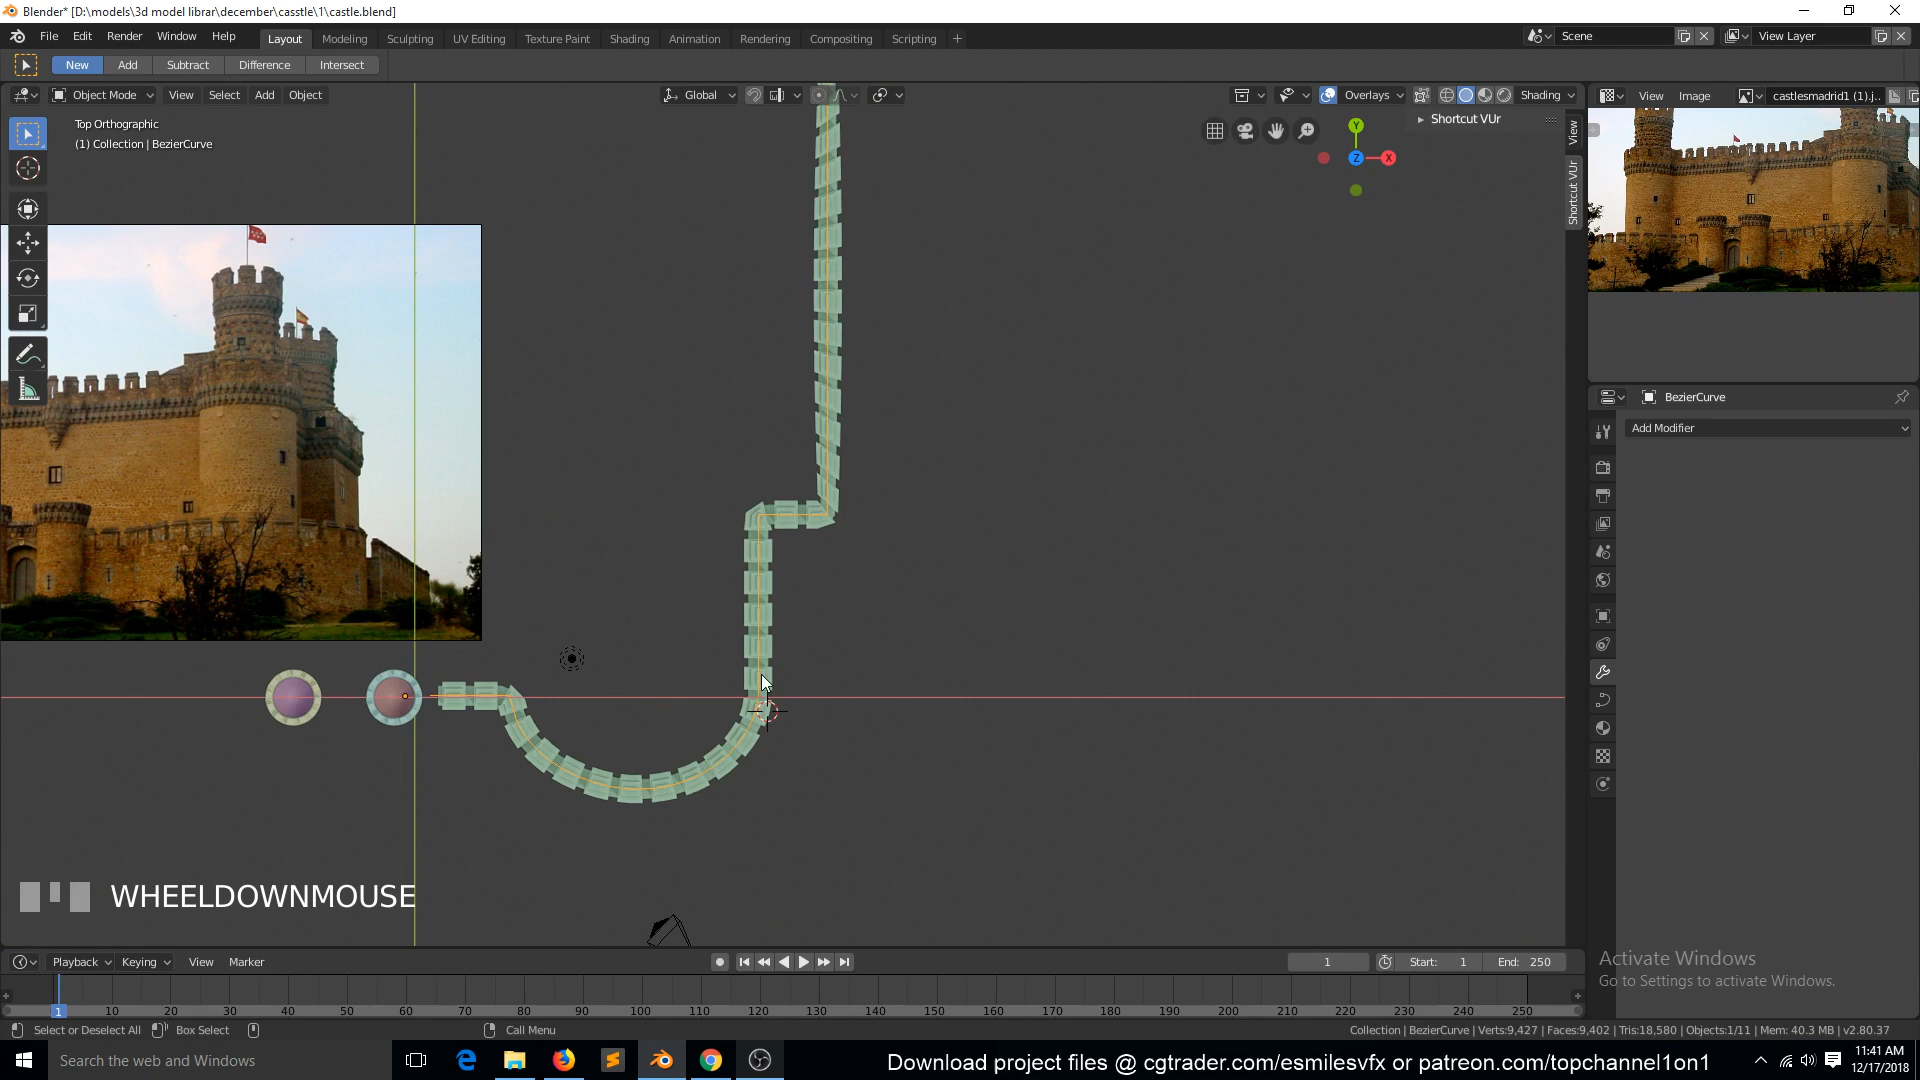 Blender* [D:\models\3d model librar\december\casstle\1\castle.blend]
File Edit Render Window Help
Layout Modeling Sculpting UV Editing Texture Paint Shading Animation Rendering Compositing Scripting +
Scene
View Layer
New Add Subtract Difference Intersect
Object Mode View Select Add Object
Global
Overlays
Shading
View Image
castlesmadrid1 (1).j..
Top Orthographic
(1) Collection | BezierCurve
Shortcut VUr
View
Shortcut VUr
Y
Z
X
BezierCurve
Add Modifier
WHEELDOWNMOUSE
Playback Keying View Marker
1
Start: 1
End: 250
1 10 20 30 40 50 60 70 80 90 100 110 120 130 140 150 160 170 180 190 200 210 220 230 240 250
Activate Windows
Go to Settings to activate Windows.
Select or Deselect All Box Select Call Menu
Collection | BezierCurve | Verts:9,427 | Faces:9,402 | Tris:18,580 | Objects:1/11 | Mem: 40.3 MB | v2.80.37
Search the web and Windows
Download project files @ cgtrader.com/esmilesvfx or patreon.com/topchannel1on1
11:41 AM
12/17/2018